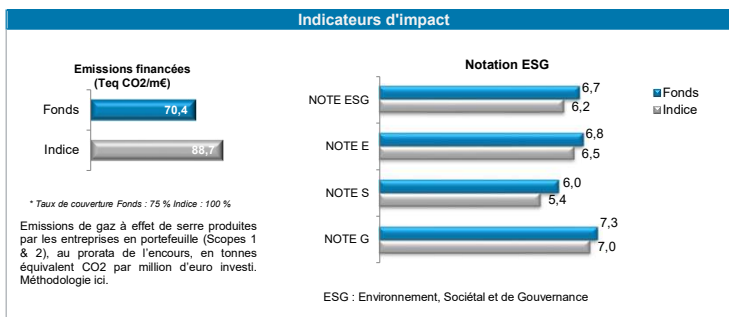 Indicateurs d'impact
Emissions financées
(Teq CO2/m€)
Fonds 70,4
Indice 88,7
* Taux de couverture Fonds : 75 % Indice : 100 %
Emissions de gaz à effet de serre produites
par les entreprises en portefeuille (Scopes 1
& 2), au prorata de l'encours, en tonnes
équivalent CO2 par million d'euro investi.
Méthodologie ici.
Notation ESG
NOTE ESG
6,7
6,2
NOTE E
6,8
6,5
NOTE S
6,0
5,4
NOTE G
7,3
7,0
Fonds
Indice
ESG : Environnement, Sociétal et de Gouvernance